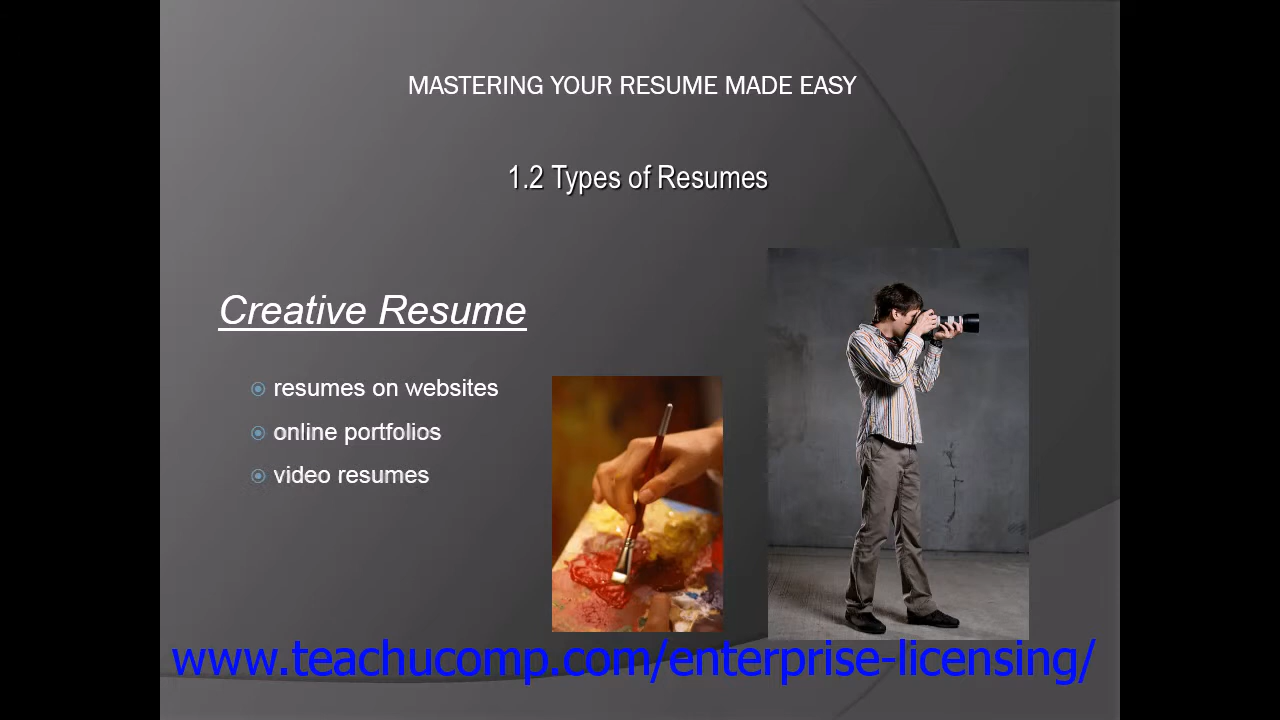 MASTERING YOUR RESUME MADE EASY
1.2 Types of Resumes
Creative Resume
resumes on websites
online portfolios
video resumes
www.teachucomp.com/enterprise-licensing/